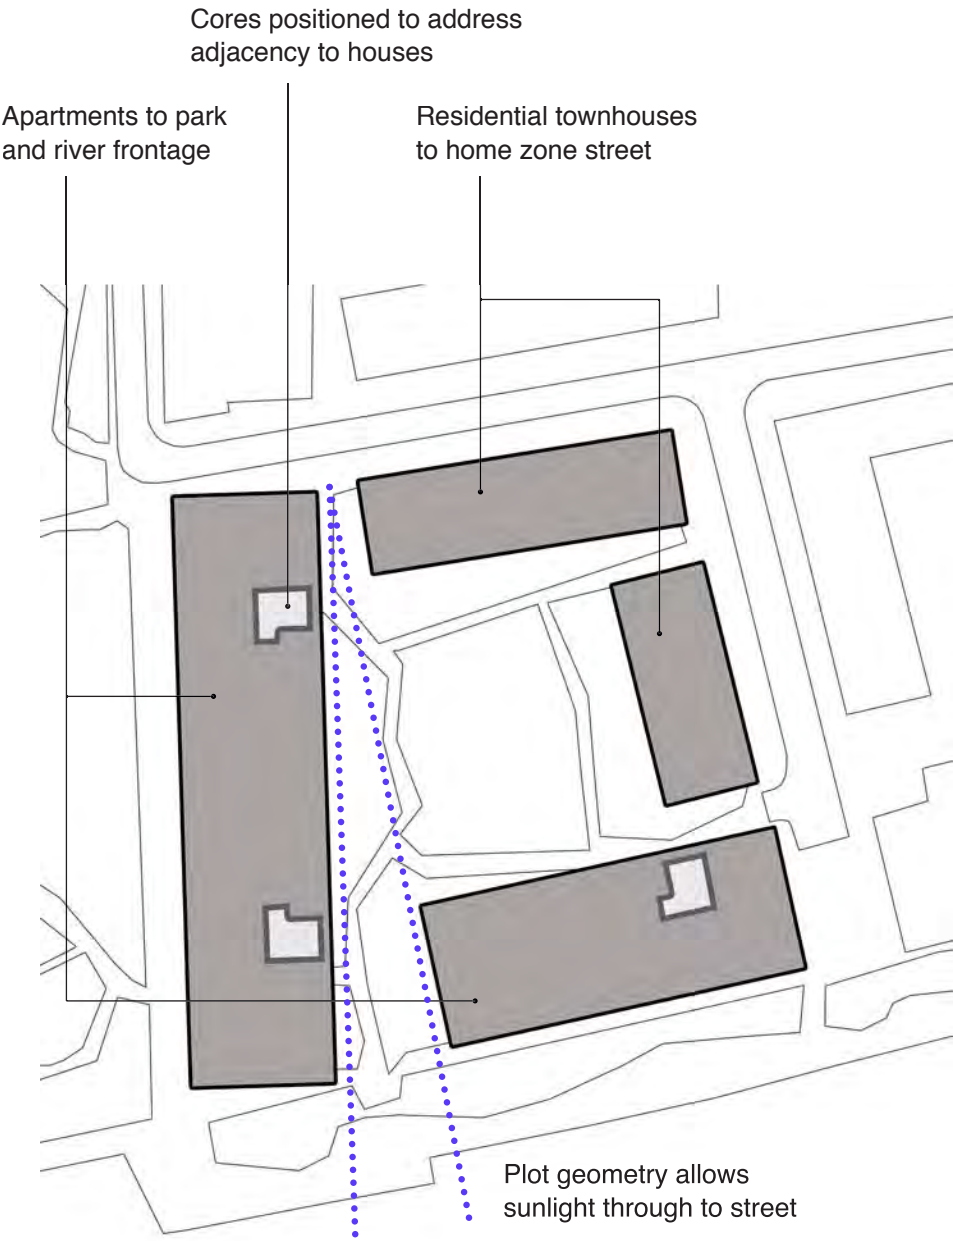 Cores positioned to address
adjacency to houses
Apartments to park
and river frontage
Residential townhouses
to home zone street
Plot geometry allows
sunlight through to street